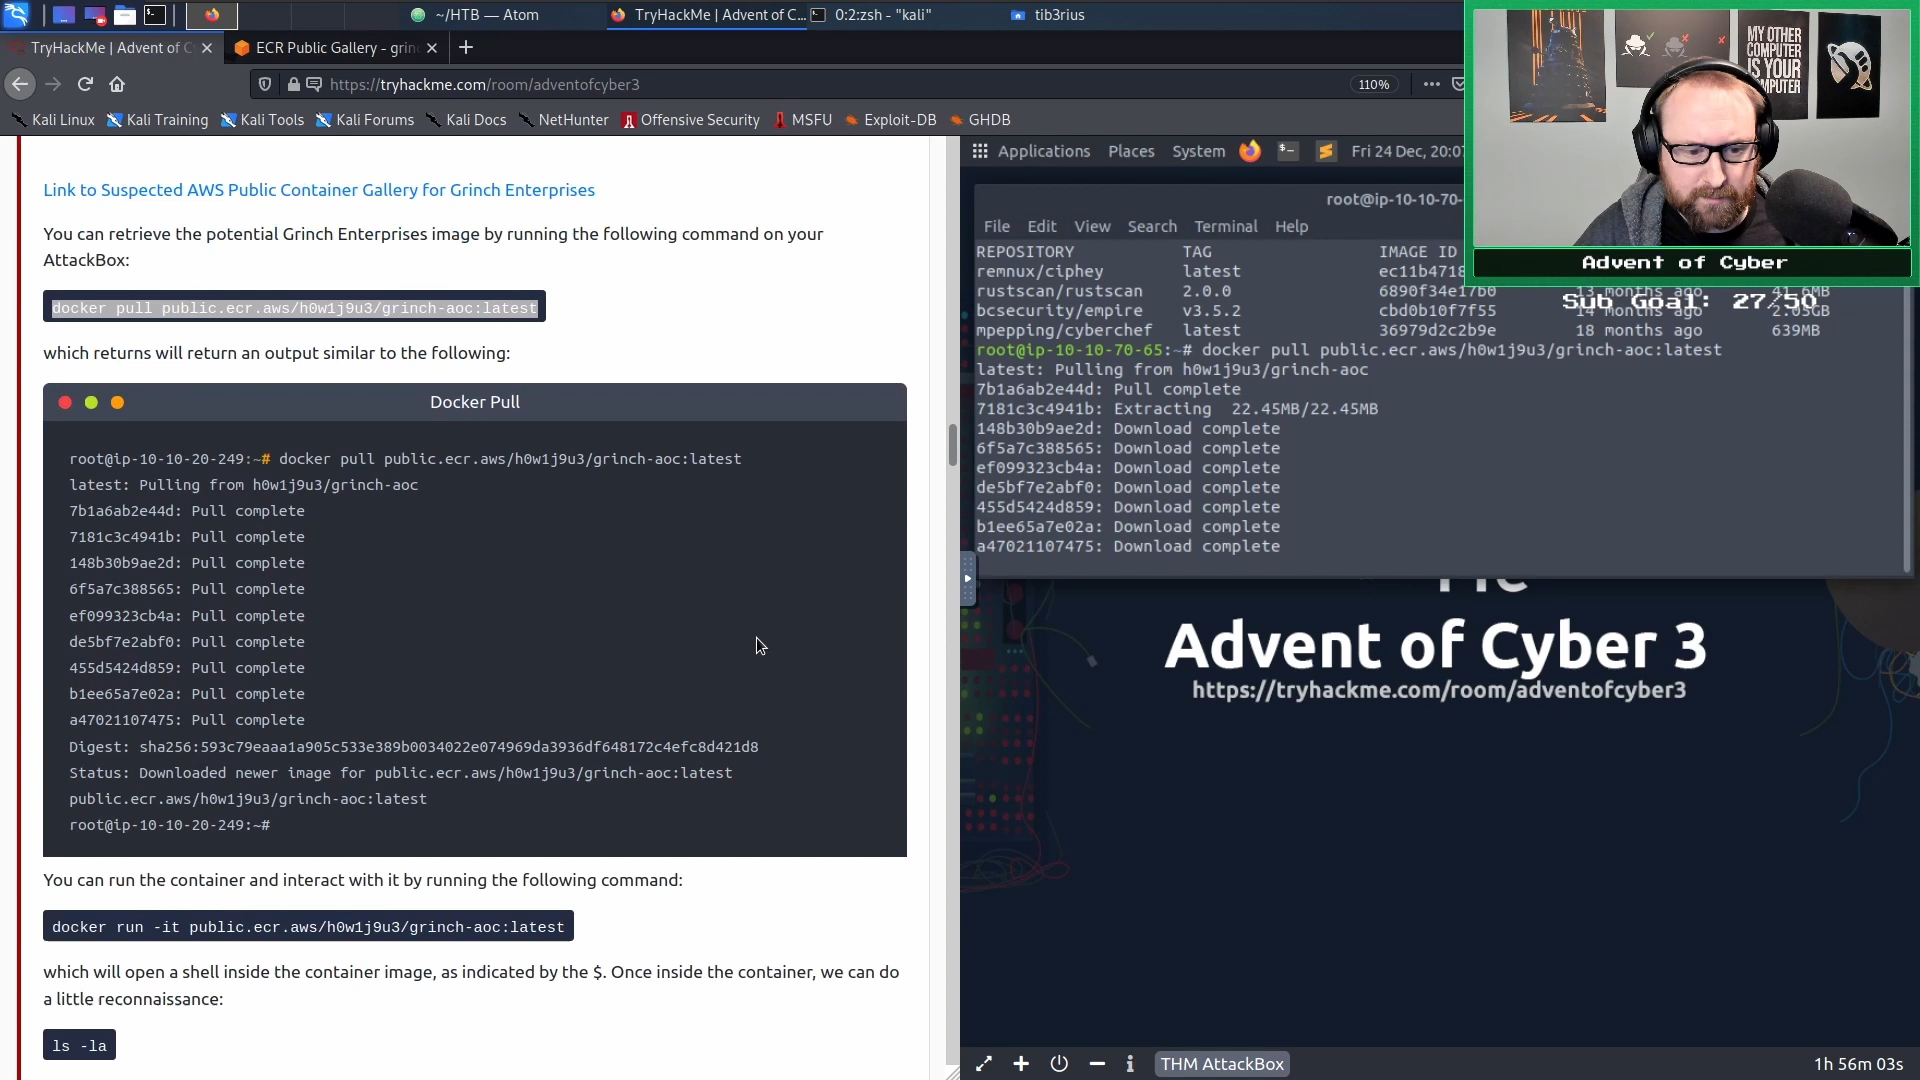 ~/HTB — Atom
TryHackMe | Advent of C...
0:2:zsh - "kali"
tib3rius
TryHackMe | Advent of C
ECR Public Gallery - grin
https://tryhackme.com/room/adventofcyber3
110%
Kali Linux
Kali Training
Kali Tools
Kali Forums
Kali Docs
NetHunter
Offensive Security
MSFU
Exploit-DB
GHDB
Link to Suspected AWS Public Container Gallery for Grinch Enterprises
You can retrieve the potential Grinch Enterprises image by running the following command on your
AttackBox:
docker pull public.ecr.aws/h0w1j9u3/grinch-aoc:latest
which returns will return an output similar to the following:
Docker Pull
root@ip-10-10-20-249:~# docker pull public.ecr.aws/h0w1j9u3/grinch-aoc:latest
latest: Pulling from h0w1j9u3/grinch-aoc
7b1a6ab2e44d: Pull complete
7181c3c4941b: Pull complete
148b30b9ae2d: Pull complete
6f5a7c388565: Pull complete
ef099323cb4a: Pull complete
de5bf7e2abf0: Pull complete
455d5424d859: Pull complete
b1ee65a7e02a: Pull complete
a47021107475: Pull complete
Digest: sha256:593c79eaaa1a905c533e389b0034022e074969da3936df648172c4efc8d421d8
Status: Downloaded newer image for public.ecr.aws/h0w1j9u3/grinch-aoc:latest
public.ecr.aws/h0w1j9u3/grinch-aoc:latest
root@ip-10-10-20-249:~#
You can run the container and interact with it by running the following command:
docker run -it public.ecr.aws/h0w1j9u3/grinch-aoc:latest
which will open a shell inside the container image, as indicated by the $. Once inside the container, we can do
a little reconnaissance:
ls -la
Applications Places System
Fri 24 Dec, 20:07
root@ip-10-10-70-
File Edit View Search Terminal Help
REPOSITORY TAG IMAGE ID
remnux/ciphey latest ec11b4718
rustscan/rustscan 2.0.0 6890f34e17b0 13 months ago 41.6MB
bcsecurity/empire v3.5.2 cbd0b10f7f55 14 months ago 2.05GB
mpepping/cyberchef latest 36979d2c2b9e 18 months ago 639MB
root@ip-10-10-70-65:~# docker pull public.ecr.aws/h0w1j9u3/grinch-aoc:latest
latest: Pulling from h0w1j9u3/grinch-aoc
7b1a6ab2e44d: Pull complete
7181c3c4941b: Extracting 22.45MB/22.45MB
148b30b9ae2d: Download complete
6f5a7c388565: Download complete
ef099323cb4a: Download complete
de5bf7e2abf0: Download complete
455d5424d859: Download complete
b1ee65a7e02a: Download complete
a47021107475: Download complete
MY OTHER
COMPUTER
IS YOUR
COMPUTER
Advent of Cyber
Sub Goal: 27/50
Advent of Cyber 3
https://tryhackme.com/room/adventofcyber3
THM AttackBox
1h 56m 03s